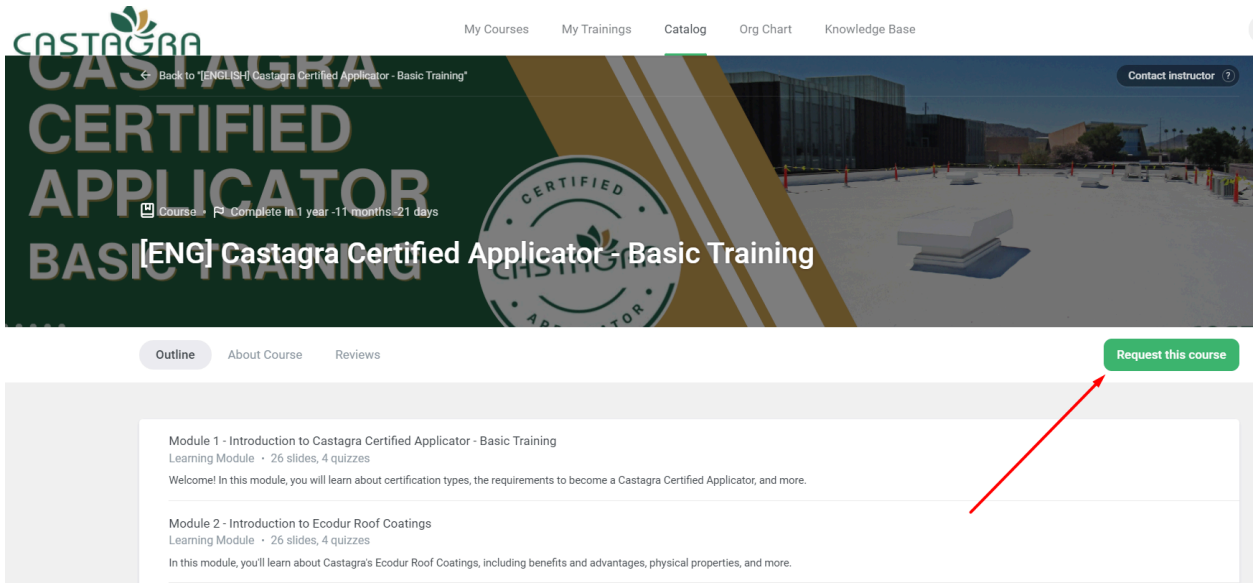 CASTAGRA
My Courses My Trainings Catalog Org Chart Knowledge Base
CASTAGRA
← Back to "[ENGLISH] Castagra Certified Applicator - Basic Training"
Contact instructor ?
CERTIFIED
APPLICATOR
BASIC TRAINING
CERTIFIED
CASTAGRA
APPLICATOR
Course • Complete in 1 year -11 months -21 days
[ENG] Castagra Certified Applicator - Basic Training
Outline About Course Reviews
Request this course
Module 1 - Introduction to Castagra Certified Applicator - Basic Training
Learning Module • 26 slides, 4 quizzes
Welcome! In this module, you will learn about certification types, the requirements to become a Castagra Certified Applicator, and more.
Module 2 - Introduction to Ecodur Roof Coatings
Learning Module • 26 slides, 4 quizzes
In this module, you'll learn about Castagra's Ecodur Roof Coatings, including benefits and advantages, physical properties, and more.